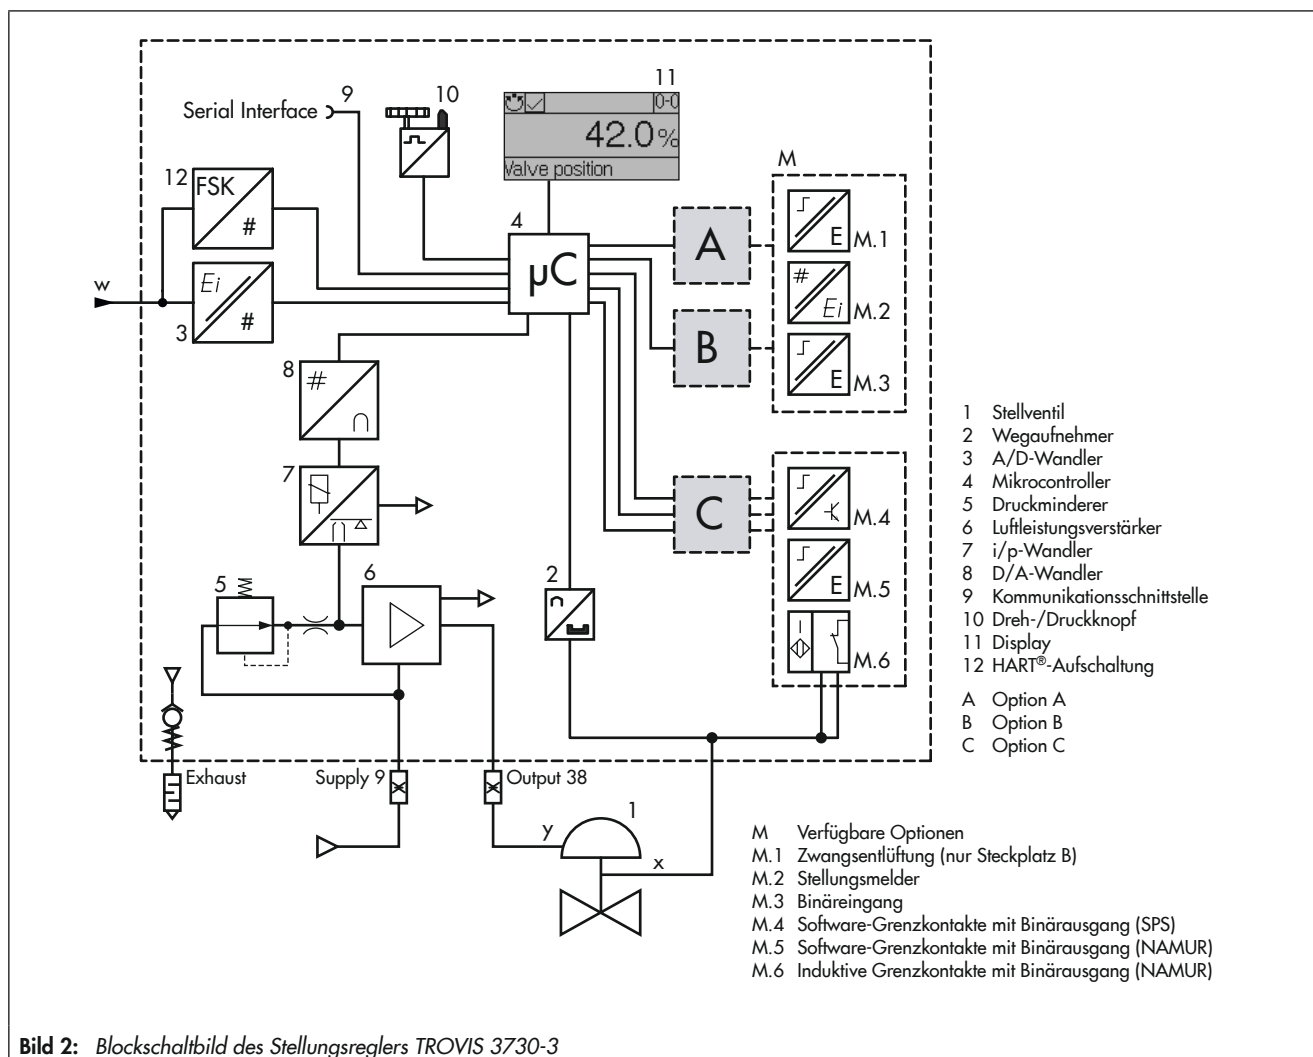 Serial Interface
9
10
11
0-0
42.0%
Valve position
12
FSK
#
w
Ei
#
3
4
µC
A
B
C
M
E
M.1
#
Ei
M.2
E
M.3
M.4
E
M.5
M.6
8
#
7
5
6
2
Exhaust
Supply 9
Output 38
y
1
x
1 Stellventil
2 Wegaufnehmer
3 A/D-Wandler
4 Mikrocontroller
5 Druckminderer
6 Luftleistungsverstärker
7 i/p-Wandler
8 D/A-Wandler
9 Kommunikationsschnittstelle
10 Dreh-/Druckknopf
11 Display
12 HART®-Aufschaltung
A Option A
B Option B
C Option C
M Verfügbare Optionen
M.1 Zwangsentlüftung (nur Steckplatz B)
M.2 Stellungsmelder
M.3 Binäreingang
M.4 Software-Grenzkontakte mit Binärausgang (SPS)
M.5 Software-Grenzkontakte mit Binärausgang (NAMUR)
M.6 Induktive Grenzkontakte mit Binärausgang (NAMUR)
Bild 2: Blockschaltbild des Stellungsreglers TROVIS 3730-3